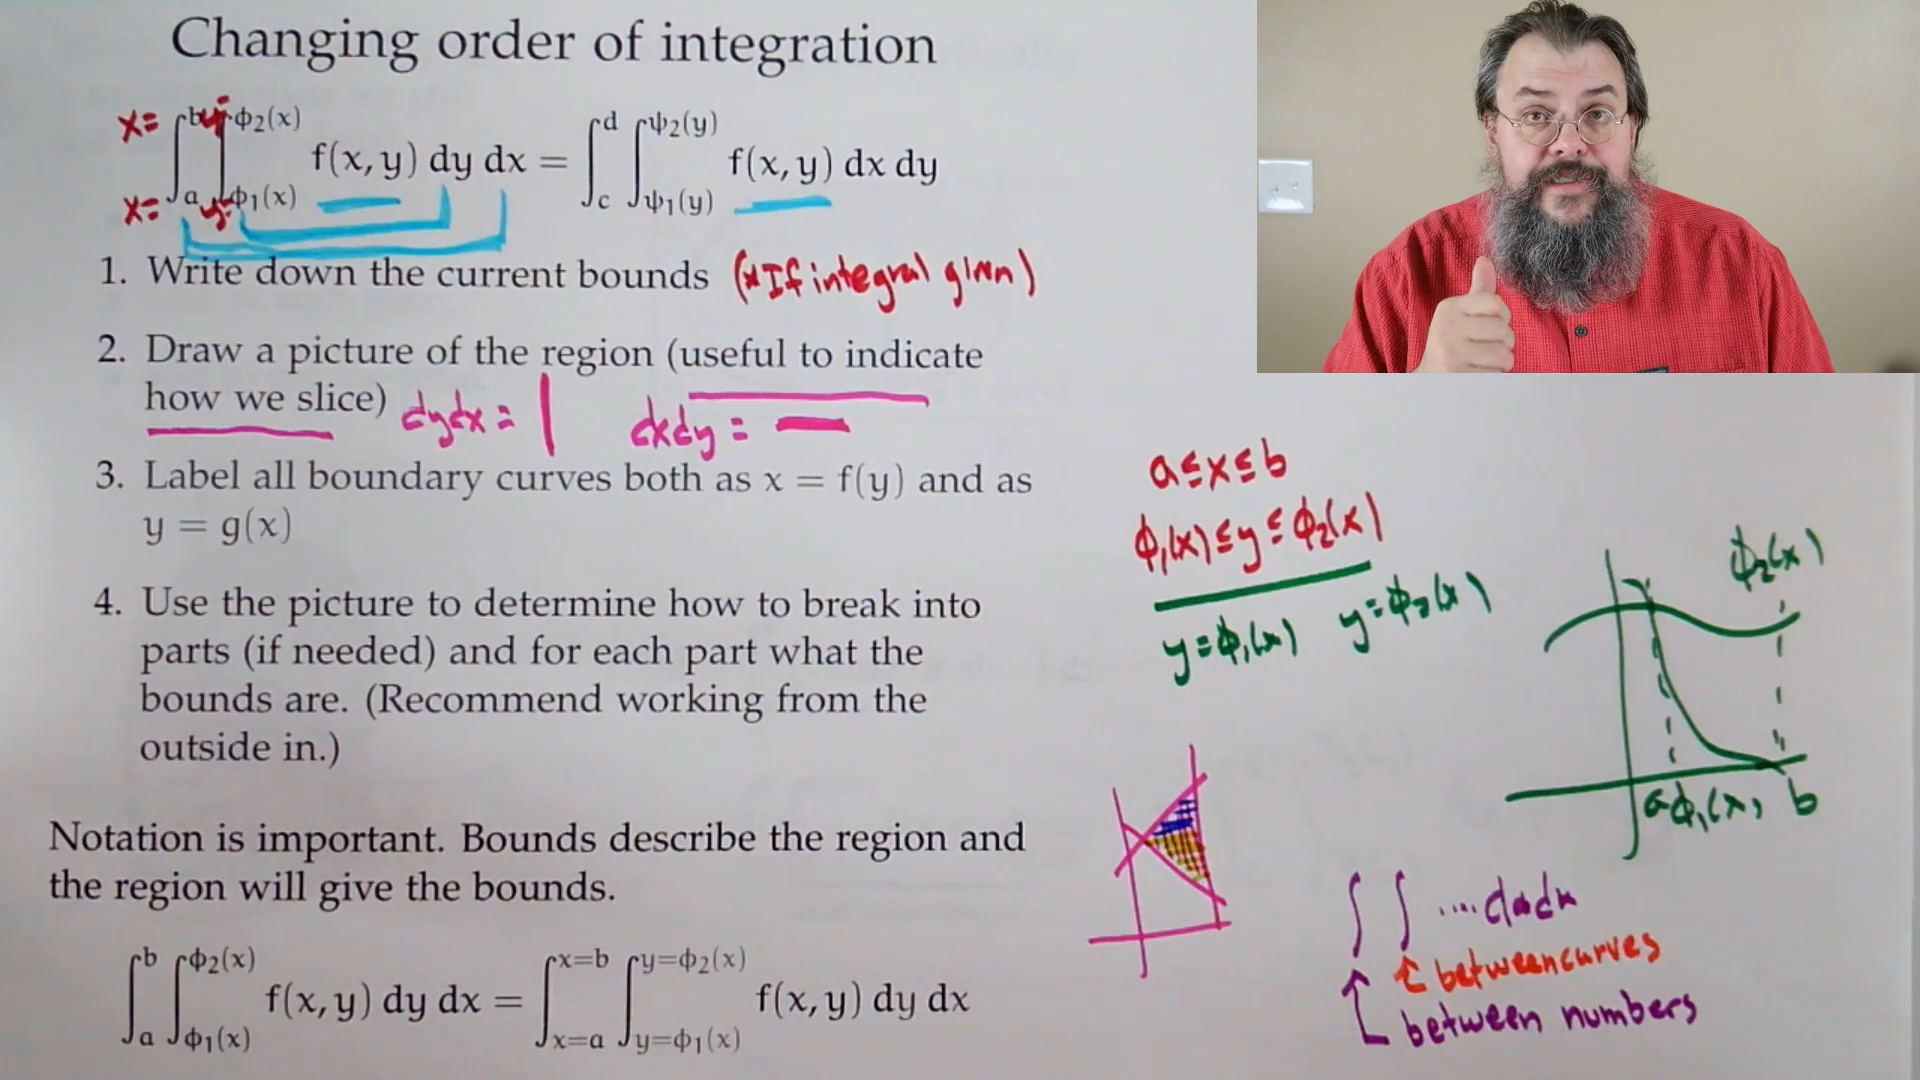 Changing order of integration
x= ∫ b y= ∫ ϕ₂(x) f(x, y) dy dx = ∫ d ∫ ψ₂(y) f(x, y) dx dy
x= a y= ϕ₁(x) c ψ₁(y)
1. Write down the current bounds (*If integral given)
2. Draw a picture of the region (useful to indicate
how we slice) dydx = | dxdy = —
3. Label all boundary curves both as x = f(y) and as
y = g(x)
4. Use the picture to determine how to break into
parts (if needed) and for each part what the
bounds are. (Recommend working from the
outside in.)
Notation is important. Bounds describe the region and
the region will give the bounds.
∫ b ∫ ϕ₂(x) f(x, y) dy dx = ∫ x=b ∫ y=ϕ₂(x) f(x, y) dy dx
a ϕ₁(x) x=a y=ϕ₁(x)
a ≤ x ≤ b
ϕ₁(x) ≤ y ≤ ϕ₂(x)
y = ϕ₁(x) y = ϕ₂(x)
ϕ₂(x)
a ϕ₁(x) b
∫ ∫ ....
between curves
between numbers